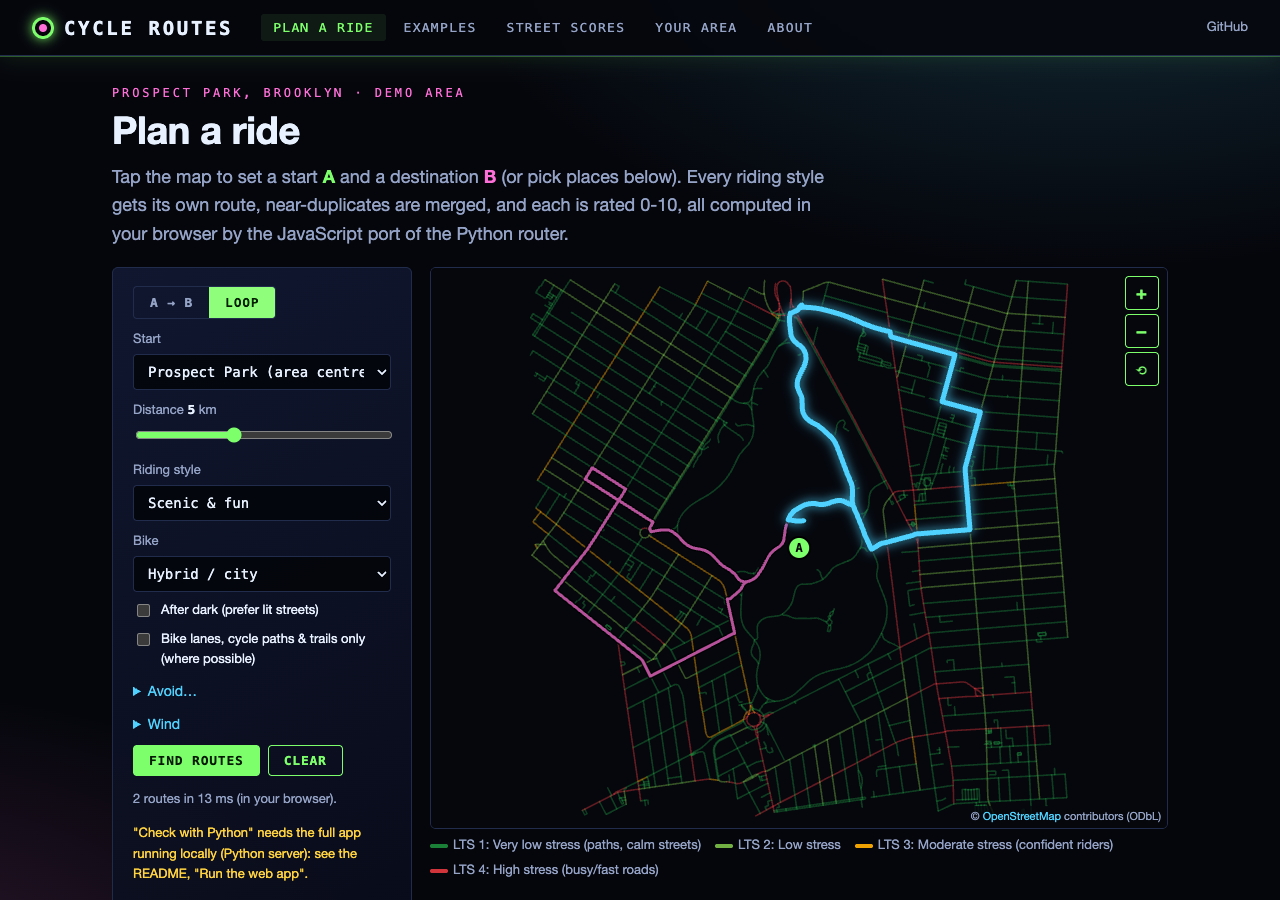 CYCLE ROUTES
PLAN A RIDE
EXAMPLES
STREET SCORES
YOUR AREA
ABOUT
GitHub
PROSPECT PARK, BROOKLYN · DEMO AREA
Plan a ride
Tap the map to set a start A and a destination B (or pick places below). Every riding style
gets its own route, near-duplicates are merged, and each is rated 0-10, all computed in
your browser by the JavaScript port of the Python router.
A → B
LOOP
Start
Prospect Park (area centre
Distance 5 km
Riding style
Scenic & fun
Bike
Hybrid / city
After dark (prefer lit streets)
Bike lanes, cycle paths & trails only
(where possible)
Avoid…
Wind
FIND ROUTES
CLEAR
2 routes in 13 ms (in your browser).
"Check with Python" needs the full app
running locally (Python server): see the
README, "Run the web app".
+
−
⟲
A
© OpenStreetMap contributors (ODbL)
LTS 1: Very low stress (paths, calm streets)
LTS 2: Low stress
LTS 3: Moderate stress (confident riders)
LTS 4: High stress (busy/fast roads)